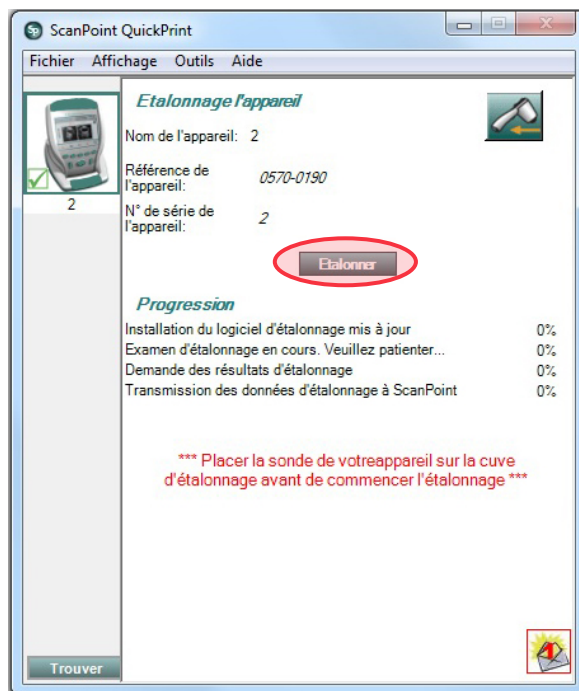 ScanPoint QuickPrint
Fichier Affichage Outils Aide
Etalonnage l'appareil
Nom de l'appareil: 2
Référence de
l'appareil: 0570-0190
2
N° de série de
l'appareil: 2
Etalonner
Progression
Installation du logiciel d'étalonnage mis à jour 0%
Examen d'étalonnage en cours. Veuillez patienter... 0%
Demande des résultats d'étalonnage 0%
Transmission des données d'étalonnage à ScanPoint 0%
*** Placer la sonde de votreappareil sur la cuve
d'étalonnage avant de commencer l'étalonnage ***
Trouver